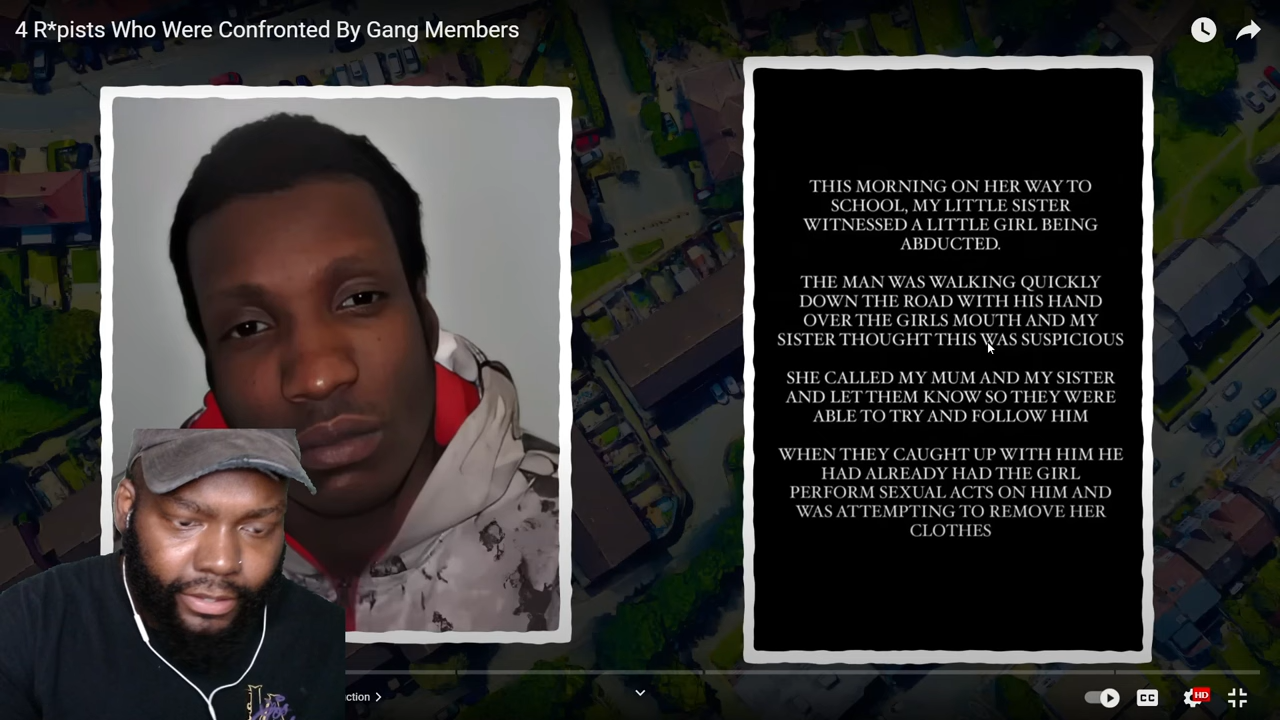 4 R*pists Who Were Confronted By Gang Members
THIS MORNING ON HER WAY TO
SCHOOL, MY LITTLE SISTER
WITNESSED A LITTLE GIRL BEING
ABDUCTED.
THE MAN WAS WALKING QUICKLY
DOWN THE ROAD WITH HIS HAND
OVER THE GIRLS MOUTH AND MY
SISTER THOUGHT THIS WAS SUSPICIOUS
SHE CALLED MY MUM AND MY SISTER
AND LET THEM KNOW SO THEY WERE
ABLE TO TRY AND FOLLOW HIM
WHEN THEY CAUGHT UP WITH HIM HE
HAD ALREADY HAD THE GIRL
PERFORM SEXUAL ACTS ON HIM AND
WAS ATTEMPTING TO REMOVE HER
CLOTHES
ction
CC
HD